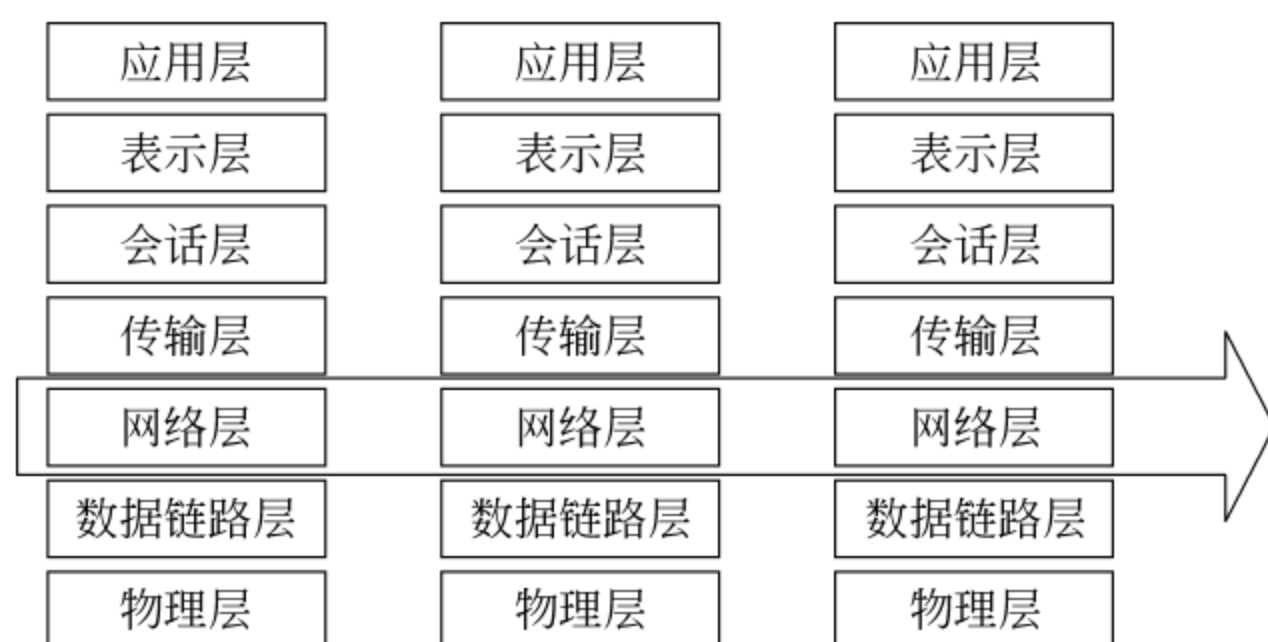 应用层 应用层 应用层
表示层 表示层 表示层
会话层 会话层 会话层
传输层 传输层 传输层
网络层 网络层 网络层
数据链路层 数据链路层 数据链路层
物理层 物理层 物理层